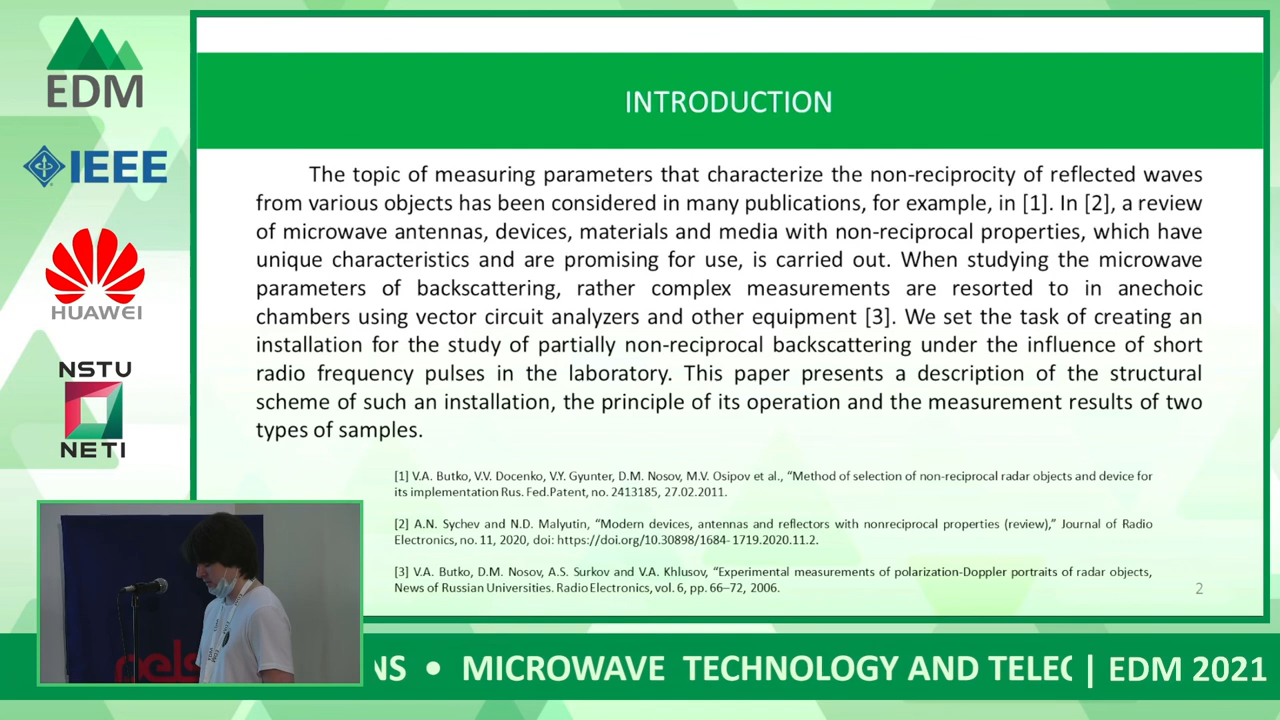 EDM
IEEE
HUAWEI
NSTU
NETI
INTRODUCTION
The topic of measuring parameters that characterize the non-reciprocity of reflected waves
from various objects has been considered in many publications, for example, in [1]. In [2], a review
of microwave antennas, devices, materials and media with non-reciprocal properties, which have
unique characteristics and are promising for use, is carried out. When studying the microwave
parameters of backscattering, rather complex measurements are resorted to in anechoic
chambers using vector circuit analyzers and other equipment [3]. We set the task of creating an
installation for the study of partially non-reciprocal backscattering under the influence of short
radio frequency pulses in the laboratory. This paper presents a description of the structural
scheme of such an installation, the principle of its operation and the measurement results of two
types of samples.
[1] V.A. Butko, V.V. Docenko, V.Y. Gyunter, D.M. Nosov, M.V. Osipov et al., “Method of selection of non-reciprocal radar objects and device for
its implementation Rus. Fed.Patent, no. 2413185, 27.02.2011.
[2] A.N. Sychev and N.D. Malyutin, “Modern devices, antennas and reflectors with nonreciprocal properties (review),” Journal of Radio
Electronics, no. 11, 2020, doi: https://doi.org/10.30898/1684- 1719.2020.11.2.
[3] V.A. Butko, D.M. Nosov, A.S. Surkov and V.A. Khlusov, “Experimental measurements of polarization-Doppler portraits of radar objects,
News of Russian Universities. Radio Electronics, vol. 6, pp. 66–72, 2006.
2
NS • MICROWAVE TECHNOLOGY AND TELEC | EDM 2021